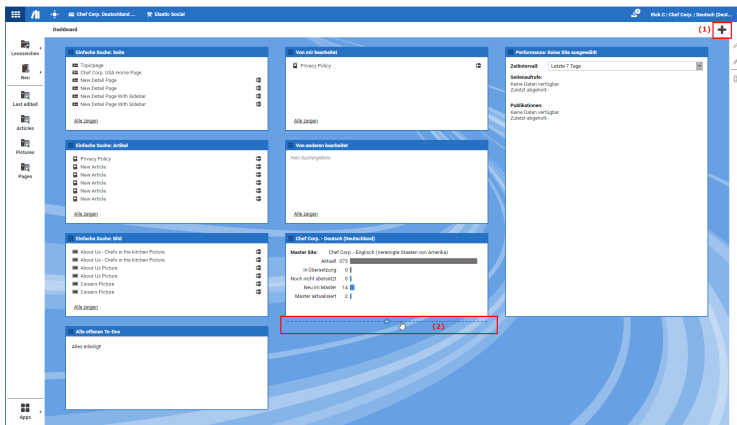 Chef Corp. Deutschland ...
Elastic Social
Rick C | Chef Corp. | Deutsch (Deut...
Dashboard
(1)
Lesezeichen
Neu
Last edited
Articles
Pictures
Pages
Apps
Einfache Suche: Seite
Topicpage
Chef Corp. USA Home Page
New Detail Page
New Detail Page
New Detail Page With Sidebar
New Detail Page With Sidebar
Alle zeigen
Einfache Suche: Artikel
Privacy Policy
New Article
New Article
New Article
New Article
New Article
Alle zeigen
Einfache Suche: Bild
About Us - Chefs in the kitchen Picture
About Us - Chefs in the kitchen Picture
About Us Picture
About Us Picture
Careers Picture
Careers Picture
Alle zeigen
Alle offenen To-Dos
Alles erledigt!
Von mir bearbeitet
Privacy Policy
Alle zeigen
Von anderen bearbeitet
Kein Suchergebnis
Alle zeigen
Chef Corp. - Deutsch (Deutschland)
Master Site: Chef Corp. - Englisch (Vereinigte Staaten von Amerika)
Aktuell 373
In Übersetzung 0
Noch nicht übersetzt 0
Neu im Master 14
Master aktualisiert 2
(2)
Performance: Keine Site ausgewählt
Zeitintervall: Letzte 7 Tage
Seitenaufrufe:
Keine Daten verfügbar
Zuletzt abgeholt:-
Publikationen:
Keine Daten verfügbar
Zuletzt abgeholt:-